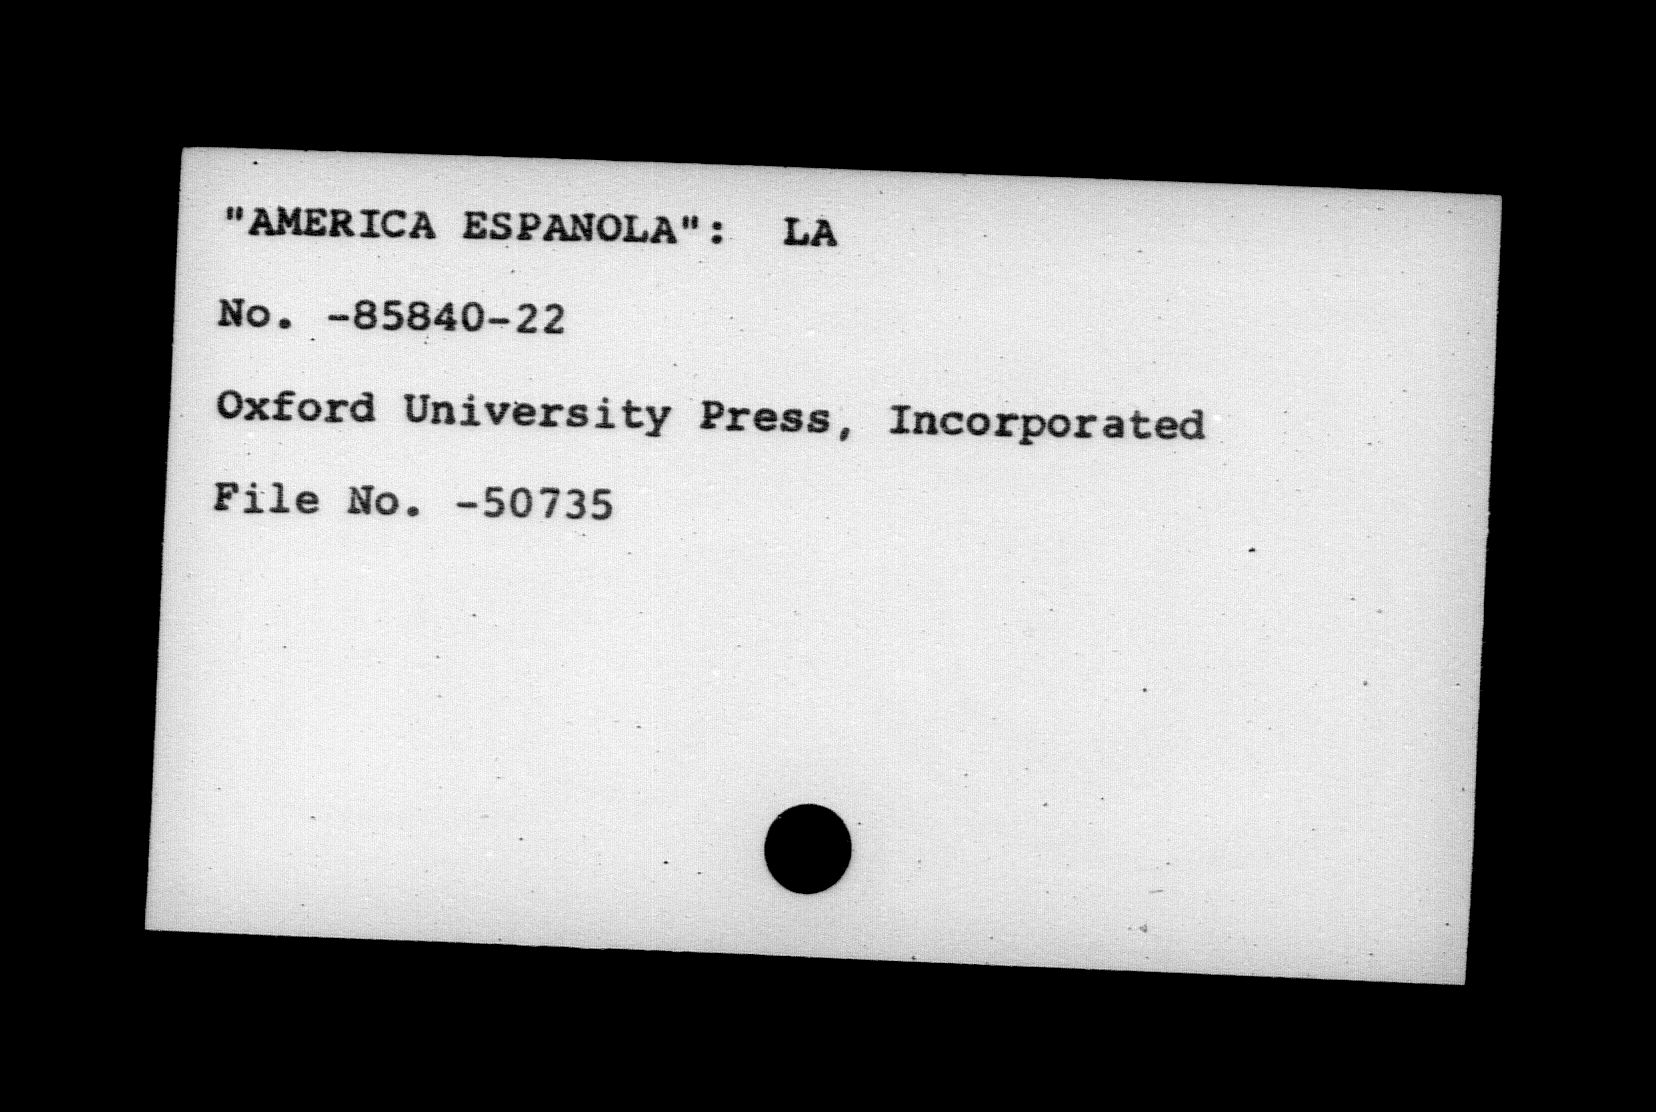 "AMERICA ESPANOLA": LA
No. -85840-22
Oxford University Press, Incorporated
File No. -50735